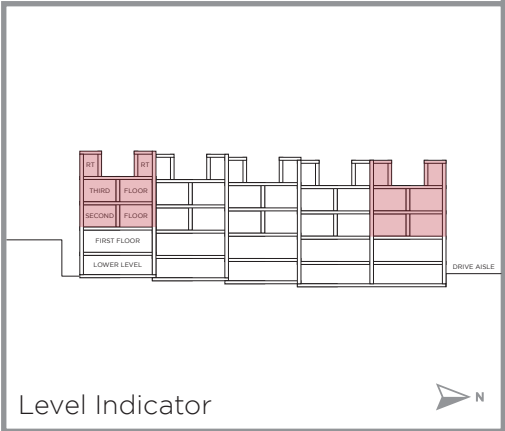 RT RT
THIRD FLOOR
SECOND FLOOR
FIRST FLOOR
LOWER LEVEL
DRIVE AISLE
Level Indicator
N